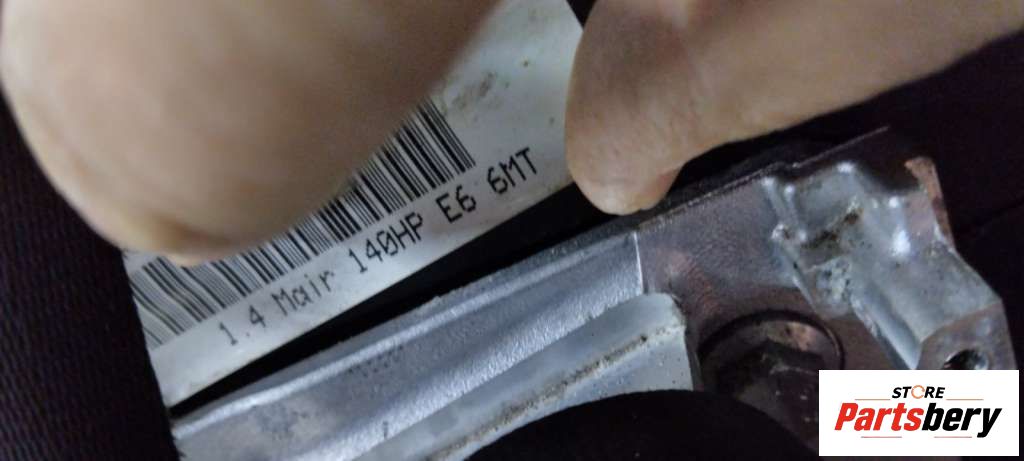 1.4 Mair 140HP E6 6MT
STORE
Partsbery